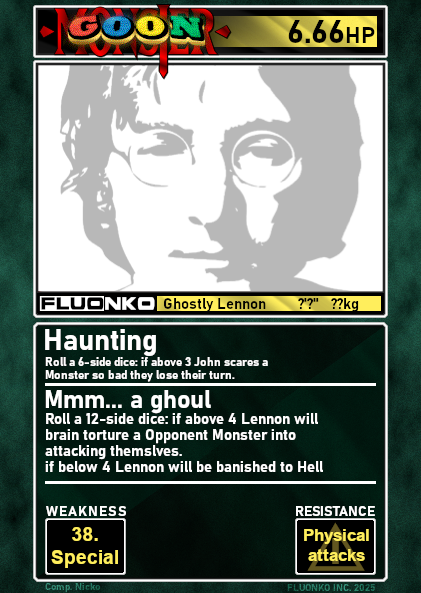 MONSTER
GOON
6.66HP
FLUONKO
Ghostly Lennon ?'?" ??kg
Haunting
Roll a 6-side dice: if above 3 John scares a
Monster so bad they lose their turn.
Mmm... a ghoul
Roll a 12-side dice: if above 4 Lennon will
brain torture a Opponent Monster into
attacking themslves.
if below 4 Lennon will be banished to Hell
WEAKNESS
RESISTANCE
38.
Special
Physical
attacks
Comp. Nicko
FLUONKO INC. 2025